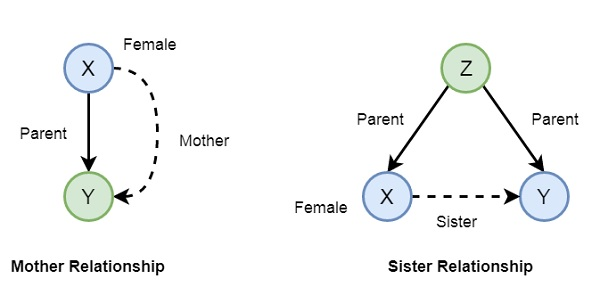 Female
X
Parent
Mother
Y
Mother Relationship
Z
Parent
Parent
Female
X
Sister
Y
Sister Relationship